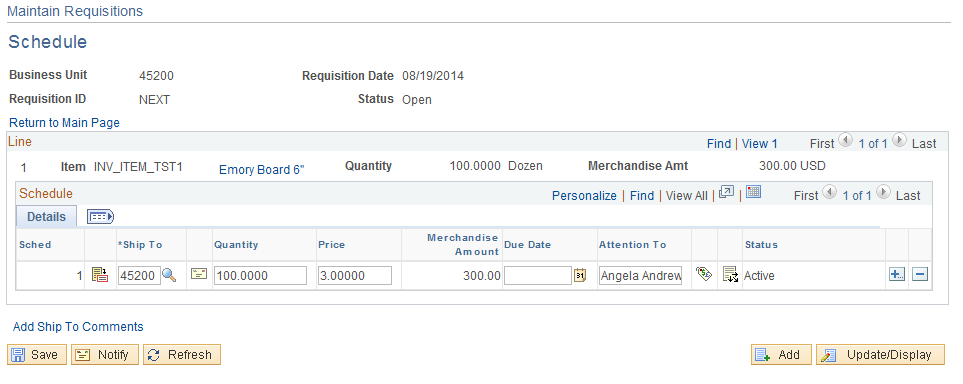 Maintain Requisitions
Schedule
Business Unit 45200 Requisition Date 08/19/2014
Requisition ID NEXT Status Open
Return to Main Page
Line Find | View 1 First 1 of 1 Last
1 Item INV_ITEM_TST1 Emory Board 6" Quantity 100.0000 Dozen Merchandise Amt 300.00 USD
Schedule Personalize | Find | View All | | First 1 of 1 Last
Details
Sched *Ship To Quantity Price Merchandise Amount Due Date Attention To Status
1 45200 100.0000 3.00000 300.00 31 Angela Andrew Active
Add Ship To Comments
Save Notify Refresh Add Update/Display